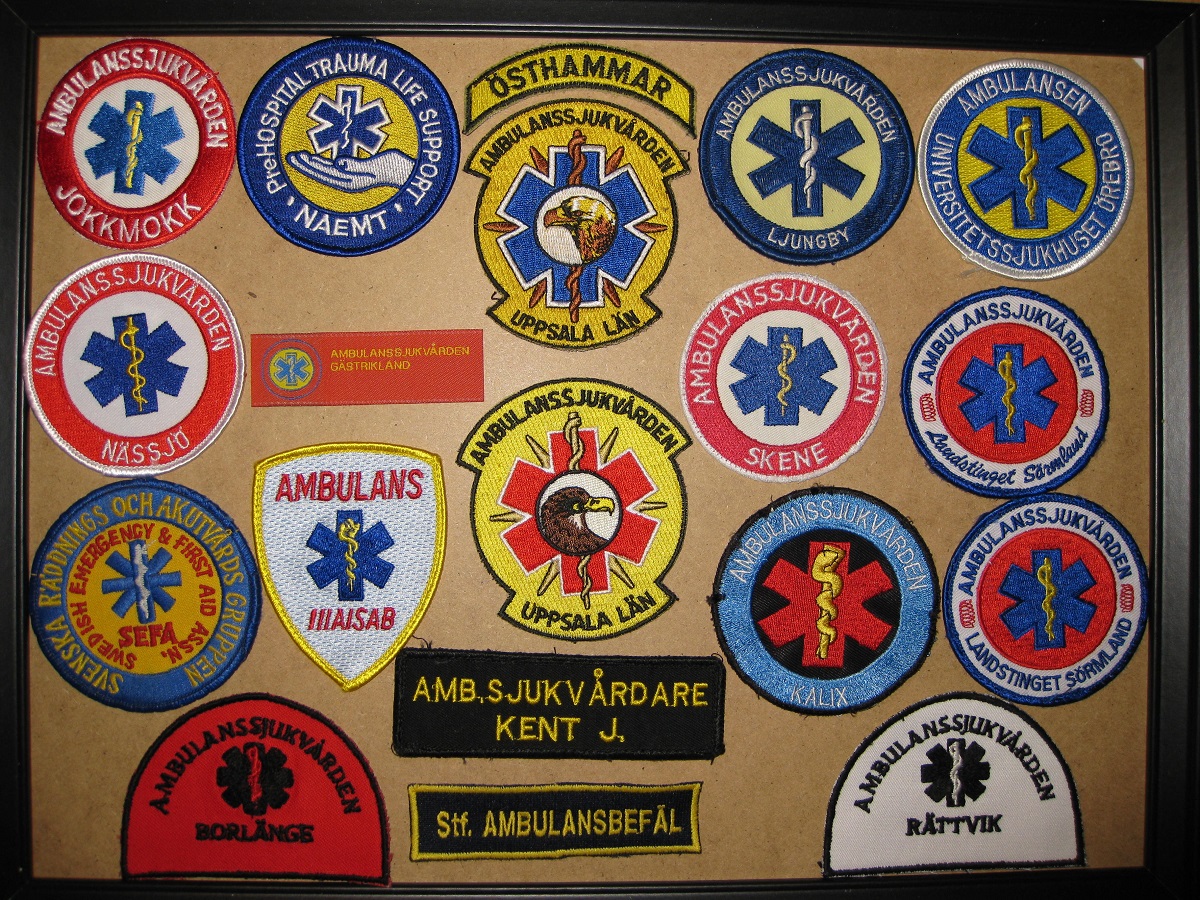 AMBULANSSJUKVÅRDEN
JOKKMOKK
PreHOSPITAL TRAUMA LIFE SUPPORT
· NAEMT ·
ÖSTHAMMAR
AMBULANSSJUKVÅRDEN
UPPSALA LÄN
AMBULANSSJUKVÅRDEN
LJUNGBY
AMBULANSEN
UNIVERSITETSSJUKHUSET ÖREBRO
AMBULANSSJUKVÅRDEN
NÄSSJÖ
AMBULANSSJUKVÅRDEN
GÄSTRIKLAND
AMBULANSSJUKVÅRDEN
SKENE
AMBULANSSJUKVÅRDEN
Landstinget Sörmland
SVENSKA RÄDDNINGS OCH AKUTVÅRDS GRUPPEN
SWEDISH EMERGENCY & FIRST AID ASSN.
SEFA
AMBULANS
IIIAISAB
AMBULANSSJUKVÅRDEN
UPPSALA LÄN
AMBULANSSJUKVÅRDEN
KALIX
AMBULANSSJUKVÅRDEN
LANDSTINGET SÖRMLAND
AMB.SJUKVÅRDARE
KENT J.
AMBULANSSJUKVÅRDEN
BORLÄNGE
Stf. AMBULANSBEFÄL
AMBULANSSJUKVÅRDEN
RÄTTVIK